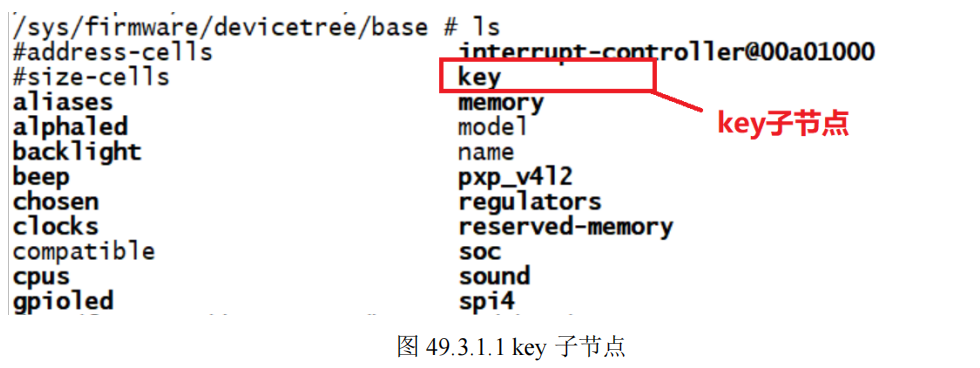 /sys/firmware/devicetree/base # ls
#address-cells interrupt-controller@00a01000
#size-cells key
aliases memory
alphaled model
backlight name
beep pxp_v4l2
chosen regulators
clocks reserved-memory
compatible soc
cpus sound
gpioled spi4
key子节点
图 49.3.1.1 key 子节点